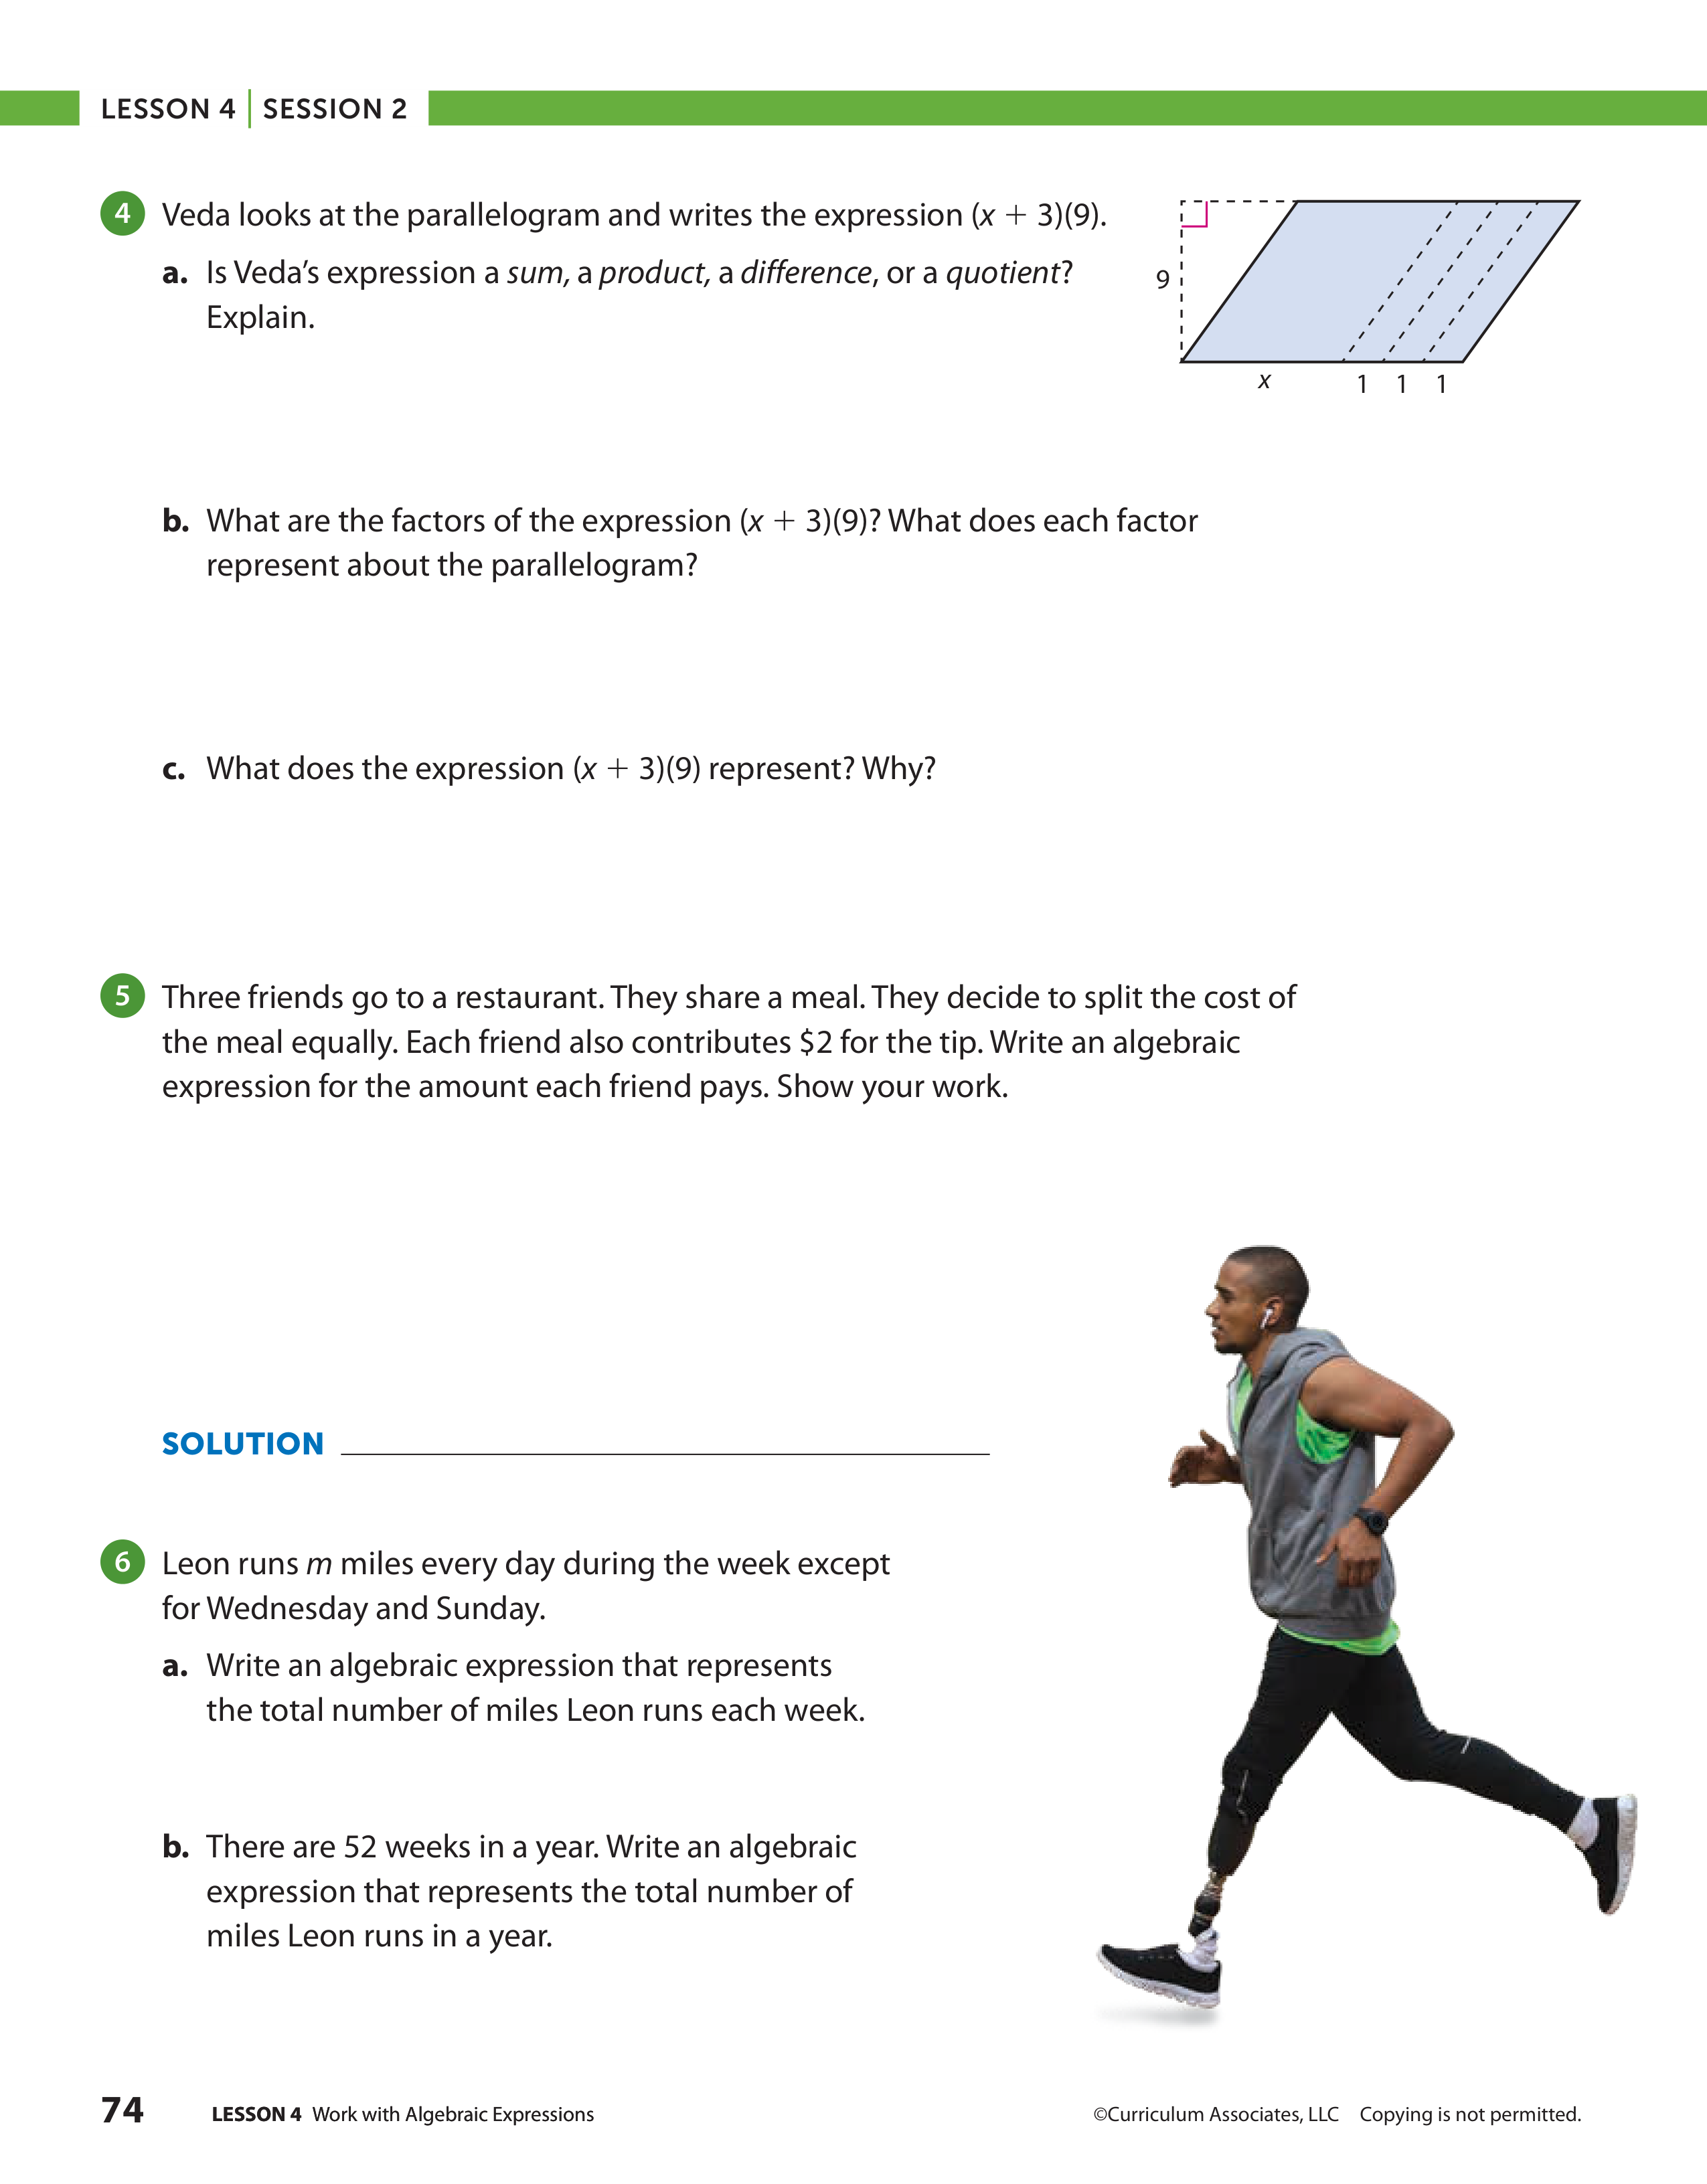 LESSON 4 | SESSION 2
4 Veda looks at the parallelogram and writes the expression (x + 3)(9).
a. Is Veda's expression a sum, a product, a difference, or a quotient?
Explain.
9
x 1 1 1
b. What are the factors of the expression (x + 3)(9)? What does each factor
represent about the parallelogram?
c. What does the expression (x + 3)(9) represent? Why?
5 Three friends go to a restaurant. They share a meal. They decide to split the cost of
the meal equally. Each friend also contributes $2 for the tip. Write an algebraic
expression for the amount each friend pays. Show your work.
SOLUTION
6 Leon runs m miles every day during the week except
for Wednesday and Sunday.
a. Write an algebraic expression that represents
the total number of miles Leon runs each week.
b. There are 52 weeks in a year. Write an algebraic
expression that represents the total number of
miles Leon runs in a year.
74 LESSON 4 Work with Algebraic Expressions ©Curriculum Associates, LLC Copying is not permitted.